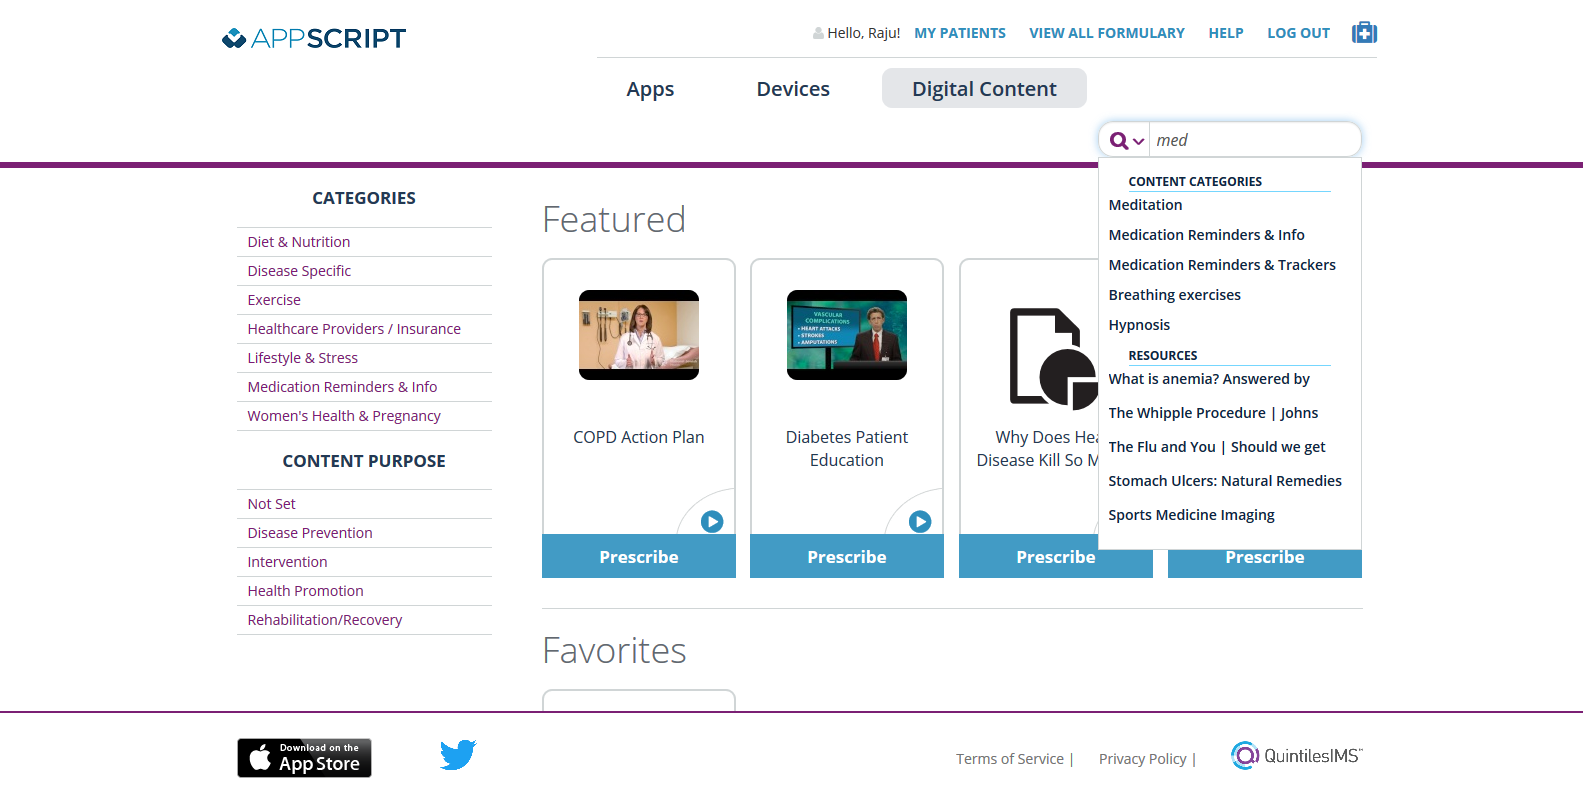 APPSCRIPT
Hello, Raju! MY PATIENTS VIEW ALL FORMULARY HELP LOG OUT
Apps Devices Digital Content
med
CATEGORIES
Diet & Nutrition
Disease Specific
Exercise
Healthcare Providers / Insurance
Lifestyle & Stress
Medication Reminders & Info
Women's Health & Pregnancy
CONTENT PURPOSE
Not Set
Disease Prevention
Intervention
Health Promotion
Rehabilitation/Recovery
Featured
COPD Action Plan
Prescribe
VASCULAR
COMPLICATIONS
• HEART ATTACKS
• STROKES
• AMPUTATIONS
Diabetes Patient
Education
Prescribe
Why Does Hea
Disease Kill So M
Prescribe
Prescribe
CONTENT CATEGORIES
Meditation
Medication Reminders & Info
Medication Reminders & Trackers
Breathing exercises
Hypnosis
RESOURCES
What is anemia? Answered by
The Whipple Procedure | Johns
The Flu and You | Should we get
Stomach Ulcers: Natural Remedies
Sports Medicine Imaging
Favorites
Download on the
App Store
Terms of Service | Privacy Policy |
QuintilesIMS™